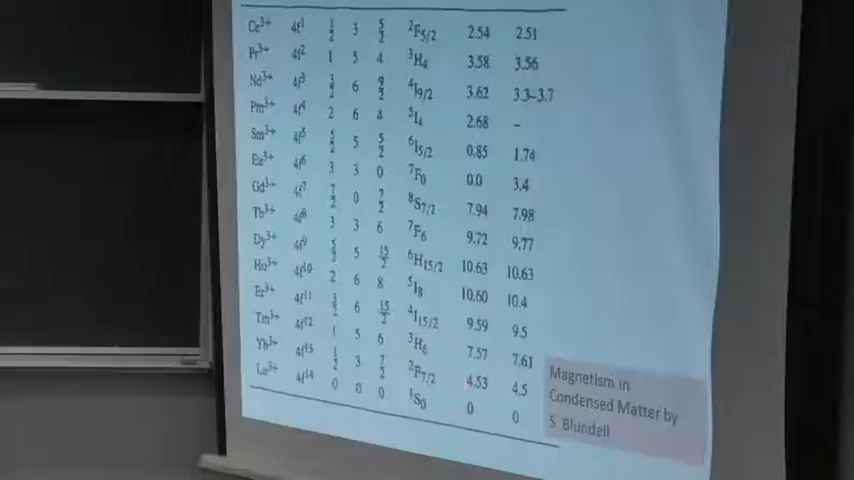 Ce3+ 4f1 1/2 3 5/2 2F5/2 2.54 2.51
Pr3+ 4f2 1 5 4 3H4 3.58 3.56
Nd3+ 4f3 3/2 6 9/2 4I9/2 3.62 3.3–3.7
Pm3+ 4f4 2 6 4 5I4 2.68 –
Sm3+ 4f5 5/2 5 5/2 6I5/2 0.85 1.74
Eu3+ 4f6 3 3 0 7F0 0.0 3.4
Gd3+ 4f7 7/2 0 7/2 8S7/2 7.94 7.98
Tb3+ 4f8 3 3 6 7F6 9.72 9.77
Dy3+ 4f9 5/2 5 15/2 6H15/2 10.63 10.63
Ho3+ 4f10 2 6 8 5I8 10.60 10.4
Er3+ 4f11 3/2 6 15/2 4I15/2 9.59 9.5
Tm3+ 4f12 1 5 6 3H6 7.57 7.61
Yb3+ 4f13 1/2 3 7/2 2F7/2 4.53 4.5
Lu3+ 4f14 0 0 0 1S0 0 0
Magnetism in
Condensed Matter by
S. Blundell